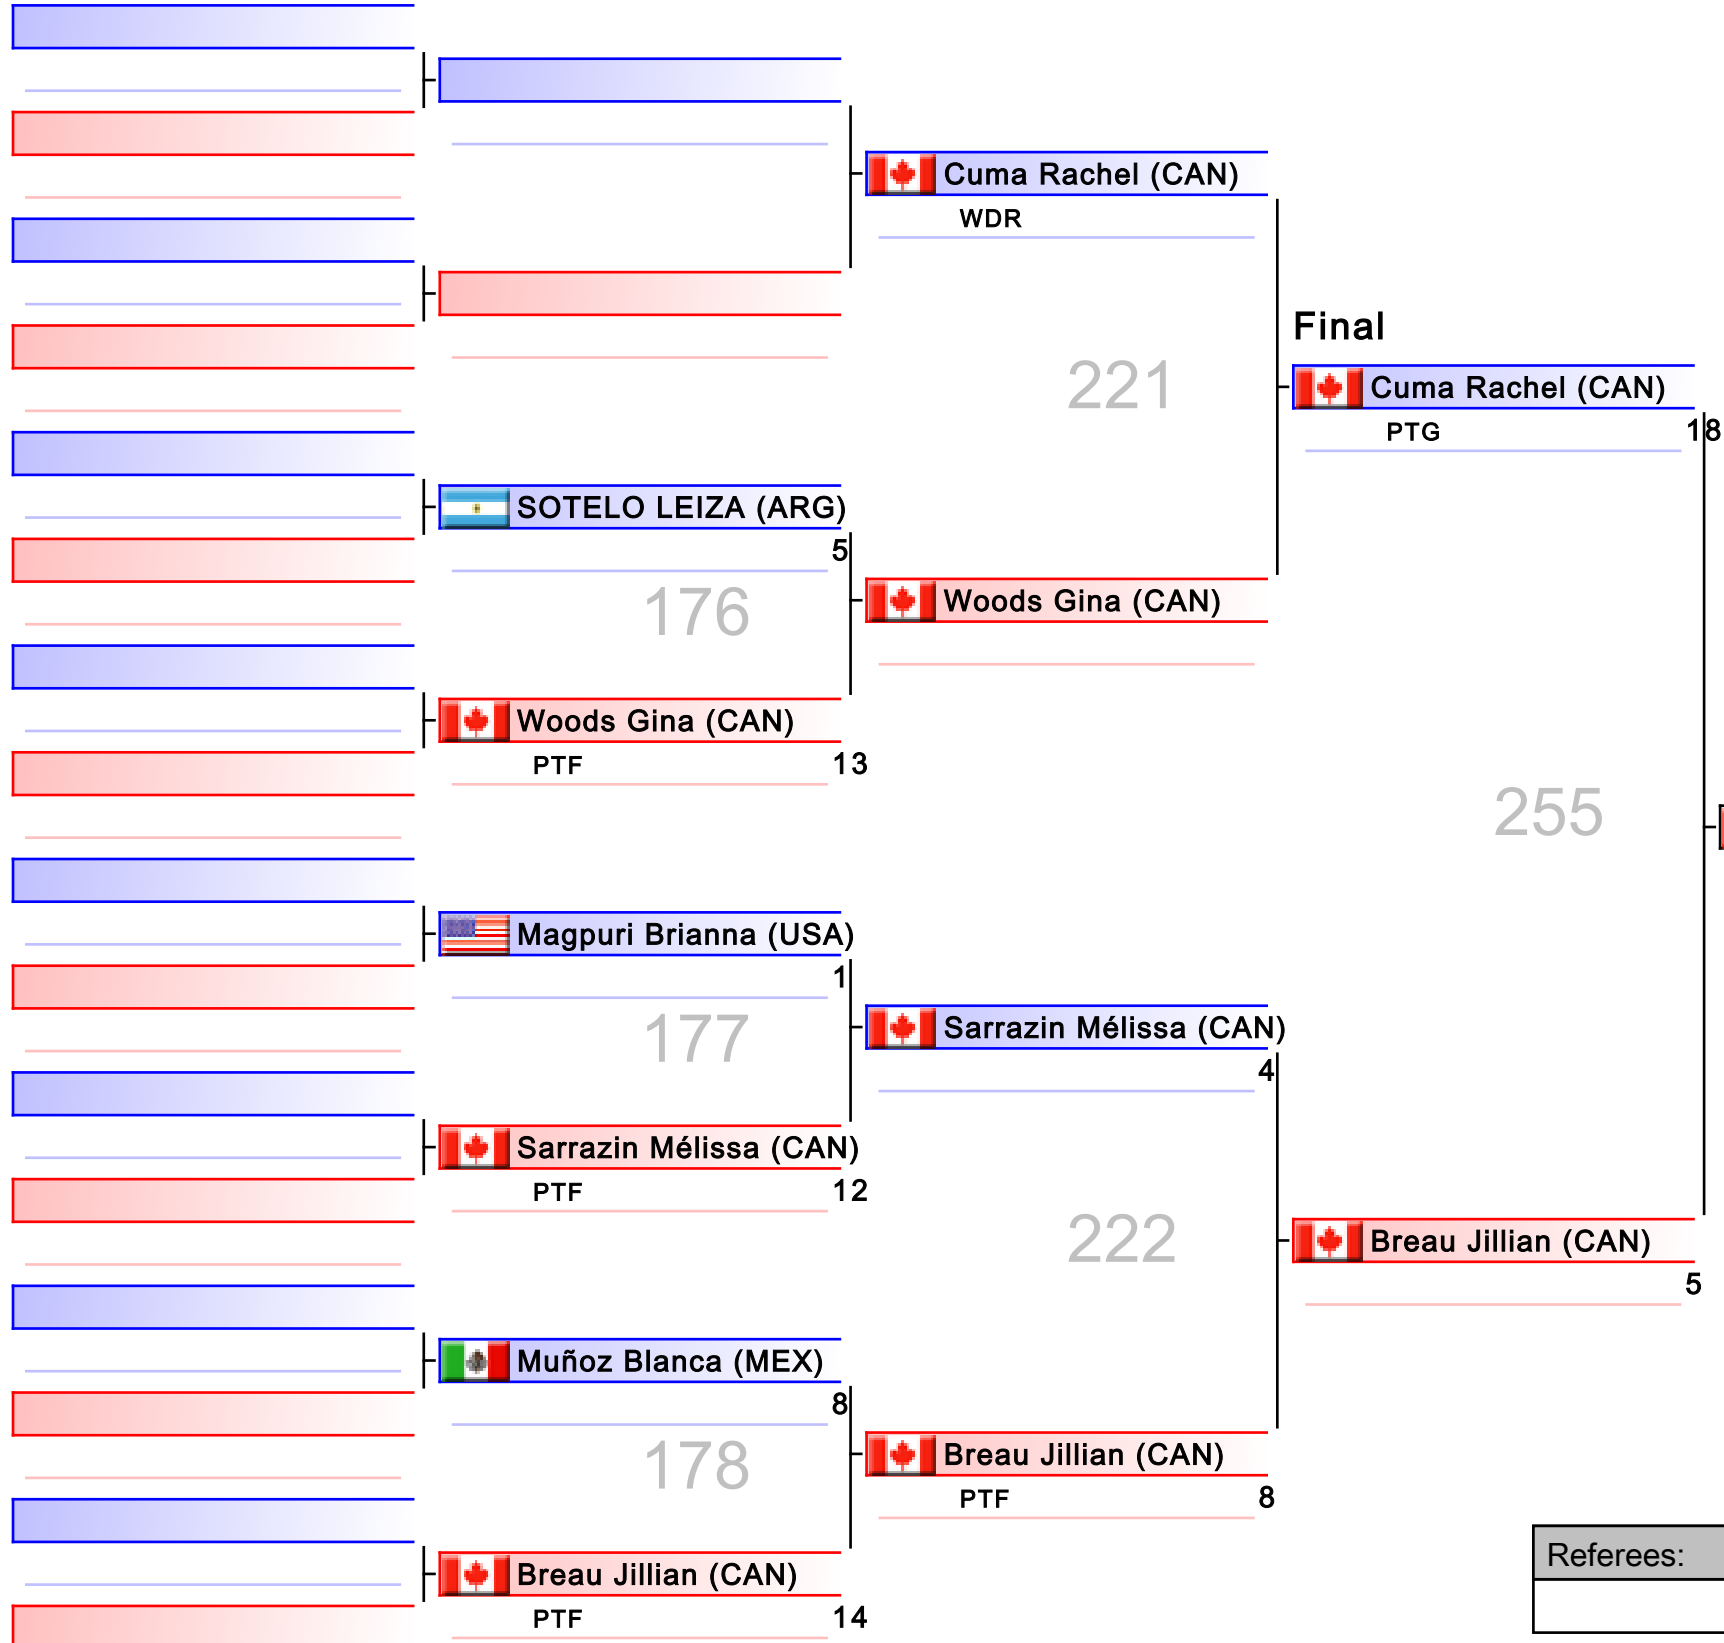 Cuma Rachel (CAN)
WDR
221
Final
Cuma Rachel (CAN)
PTG 18
SOTELO LEIZA (ARG)
5
176
Woods Gina (CAN)
Woods Gina (CAN)
PTF 13
255
Magpuri Brianna (USA)
1
177
Sarrazin Mélissa (CAN)
4
Sarrazin Mélissa (CAN)
PTF 12
222
Breau Jillian (CAN)
5
Muñoz Blanca (MEX)
8
178
Breau Jillian (CAN)
PTF 8
Breau Jillian (CAN)
PTF 14
Referees: